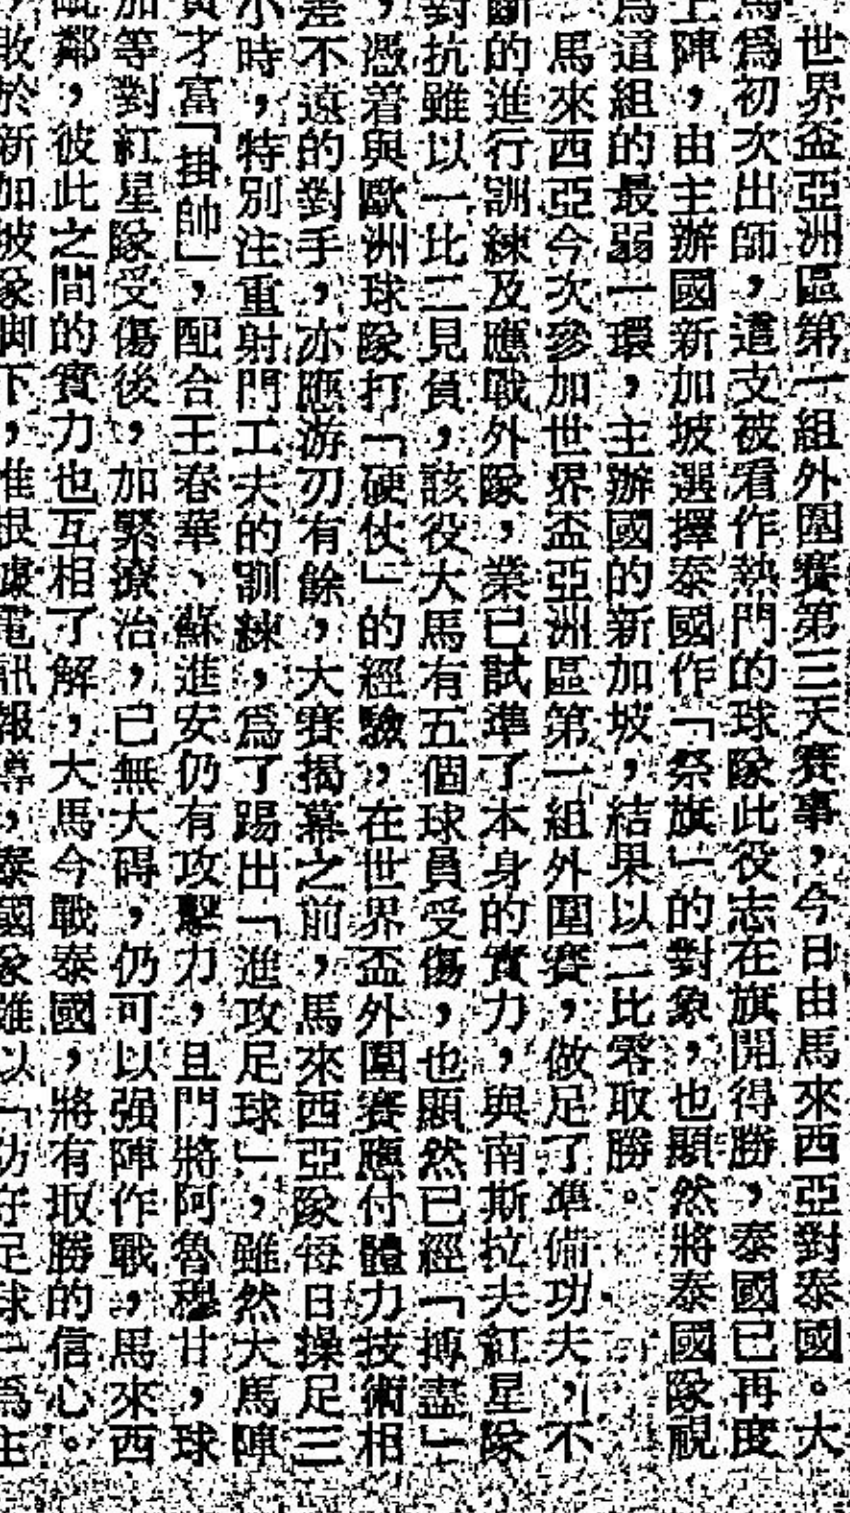 世界盃亞洲區第一組外圍賽第三天賽事，今日由馬來西亞對泰國。大
馬爲初次出師，這支被看作熱門的球隊此役志在旗開得勝，泰國已再度
上陣，由主辦國新加坡選擇泰國作「祭旗」的對象，也顯然將泰國隊視
爲這組的最弱一環，主辦國的新加坡，結果以二比零取勝。
馬來西亞今次參加世界盃亞洲區第一組外圍賽，做足了準備功夫，不
斷的進行訓練及應戰外隊，業已試準了本身的實力，與南斯拉夫紅星隊
對抗雖以一比二見負，該役大馬有五個球員受傷，也顯然已經「搏盡」
，憑着與歐洲球隊打「硬仗」的經驗，在世界盃外圍賽應付體力技術相
差不遠的對手，亦應游刃有餘，大賽揭幕之前，馬來西亞隊每日操足三
小時，特別注重射門工夫的訓練，爲了踢出「進攻足球」，雖然大馬陣
才富「掛帥」，配合王春華、蘇進安仍有攻擊力，且門將阿魯穆甘，球
加等對紅星隊受傷後，加緊療治，已無大碍，仍可以强陣作戰，馬來西
鄰，彼此之間的實力也互相了解，大馬今戰泰國，將有取勝的信心。
敗於新加坡隊脚下，惟根據電訊報導，泰國隊雖以「防守足球」爲主